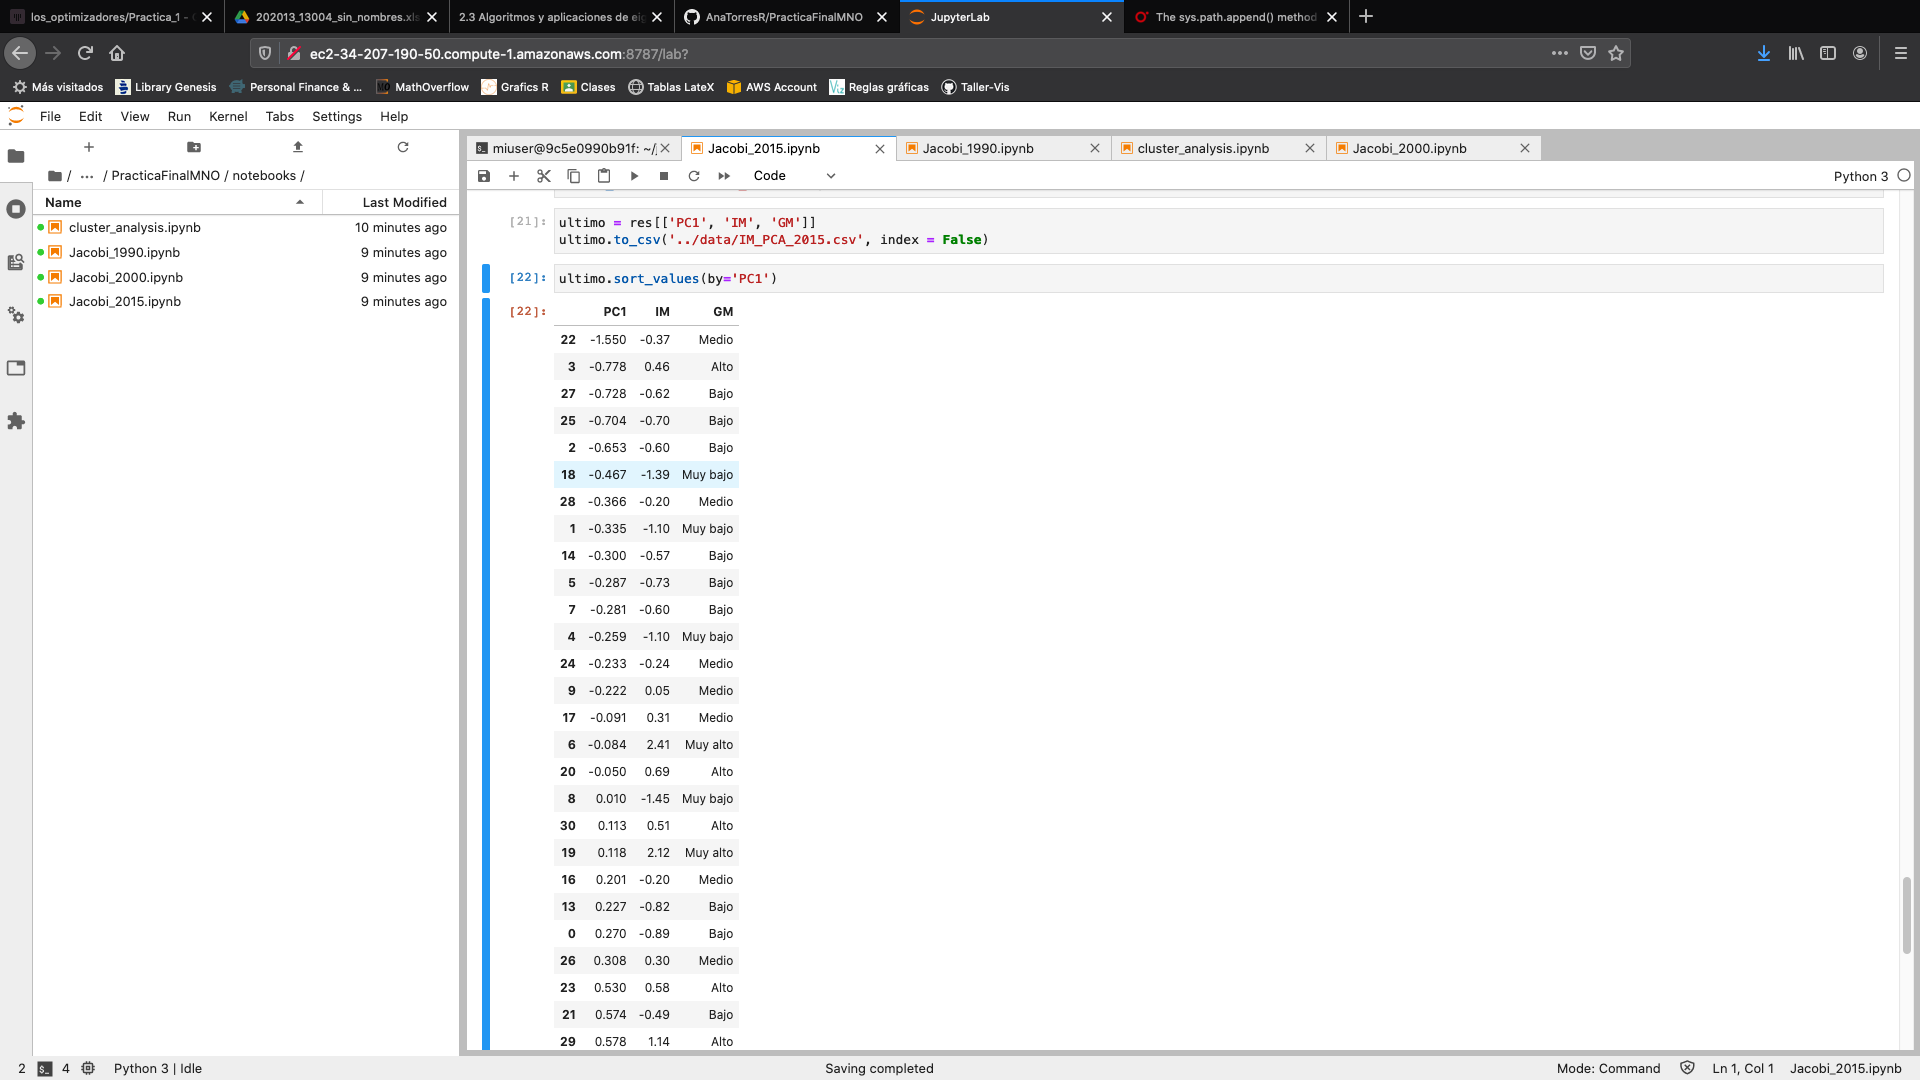 los_optimizadores/Practica_1 - 
202013_13004_sin_nombres.xls
2.3 Algoritmos y aplicaciones de eig
AnaTorresR/PracticaFinalMNO
JupyterLab
The sys.path.append() method
ec2-34-207-190-50.compute-1.amazonaws.com:8787/lab?
Más visitados
Library Genesis
Personal Finance & ...
MathOverflow
Grafics R
Clases
Tablas LateX
AWS Account
Reglas gráficas
Taller-Vis
File Edit View Run Kernel Tabs Settings Help
miuser@9c5e0990b91f: ~/j
Jacobi_2015.ipynb
Jacobi_1990.ipynb
cluster_analysis.ipynb
Jacobi_2000.ipynb
/ ... / PracticaFinalMNO / notebooks /
Code
Python 3
Name Last Modified
cluster_analysis.ipynb 10 minutes ago
Jacobi_1990.ipynb 9 minutes ago
Jacobi_2000.ipynb 9 minutes ago
Jacobi_2015.ipynb 9 minutes ago
[21]: ultimo = res[['PC1', 'IM', 'GM']]
ultimo.to_csv('../data/IM_PCA_2015.csv', index = False)
[22]: ultimo.sort_values(by='PC1')
[22]: PC1 IM GM
22 -1.550 -0.37 Medio
3 -0.778 0.46 Alto
27 -0.728 -0.62 Bajo
25 -0.704 -0.70 Bajo
2 -0.653 -0.60 Bajo
18 -0.467 -1.39 Muy bajo
28 -0.366 -0.20 Medio
1 -0.335 -1.10 Muy bajo
14 -0.300 -0.57 Bajo
5 -0.287 -0.73 Bajo
7 -0.281 -0.60 Bajo
4 -0.259 -1.10 Muy bajo
24 -0.233 -0.24 Medio
9 -0.222 0.05 Medio
17 -0.091 0.31 Medio
6 -0.084 2.41 Muy alto
20 -0.050 0.69 Alto
8 0.010 -1.45 Muy bajo
30 0.113 0.51 Alto
19 0.118 2.12 Muy alto
16 0.201 -0.20 Medio
13 0.227 -0.82 Bajo
0 0.270 -0.89 Bajo
26 0.308 0.30 Medio
23 0.530 0.58 Alto
21 0.574 -0.49 Bajo
29 0.578 1.14 Alto
2 4 Python 3 | Idle
Saving completed
Mode: Command Ln 1, Col 1 Jacobi_2015.ipynb